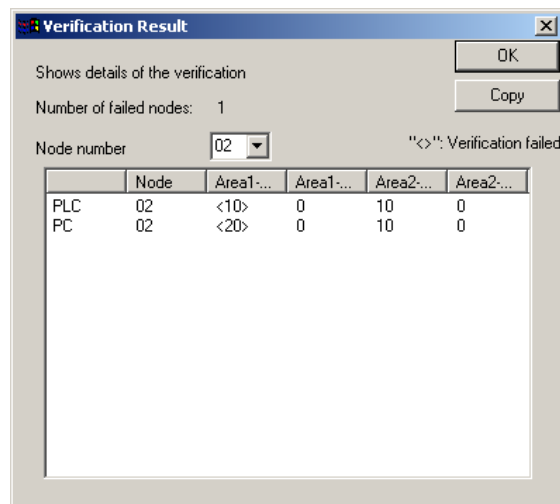 Verification Result
OK
Shows details of the verification
Copy
Number of failed nodes: 1
Node number 02 "<>": Verification failed
Node Area1-... Area1-... Area2-... Area2-...
PLC 02 <10> 0 10 0
PC 02 <20> 0 10 0